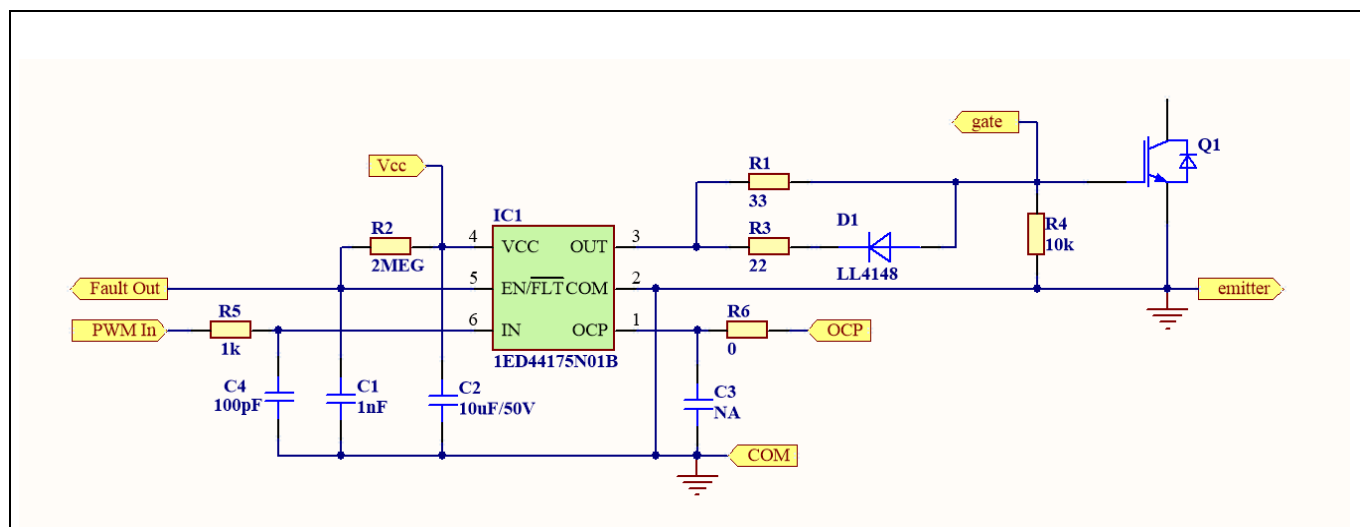 gate
Q1
Vcc
R1
33
IC1
R2
2MEG
4 VCC OUT 3
R3
22
D1
LL4148
R4
10k
Fault Out
5 EN/FLT COM 2
emitter
PWM In
R5
1k
6 IN OCP 1
R6
0
OCP
1ED44175N01B
C4
100pF
C1
1nF
C2
10uF/50V
C3
NA
COM